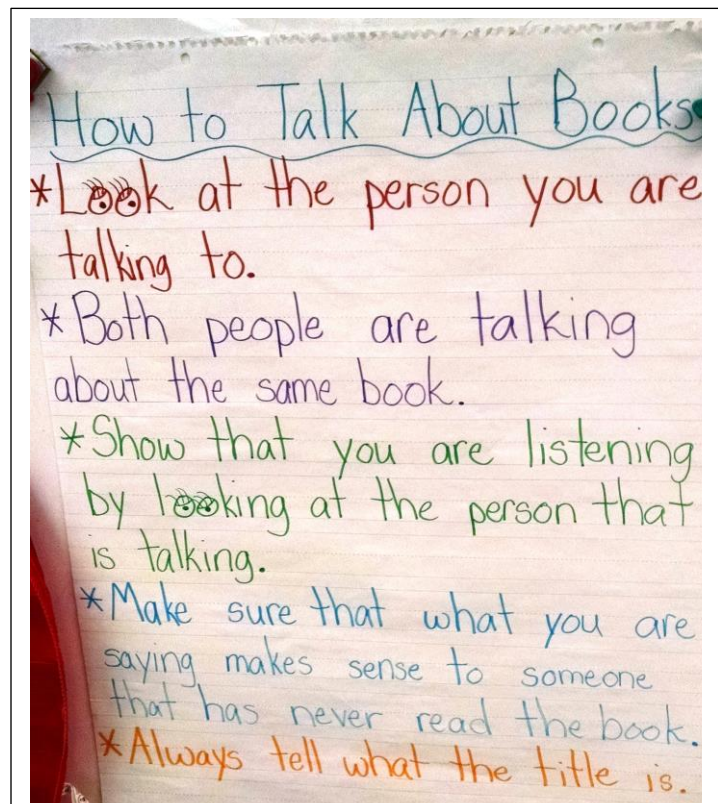 How to Talk About Books
*Look at the person you are
talking to.
*Both people are talking
about the same book.
*Show that you are listening
by looking at the person that
is talking.
*Make sure that what you are
saying makes sense to someone
that has never read the book.
*Always tell what the title is.